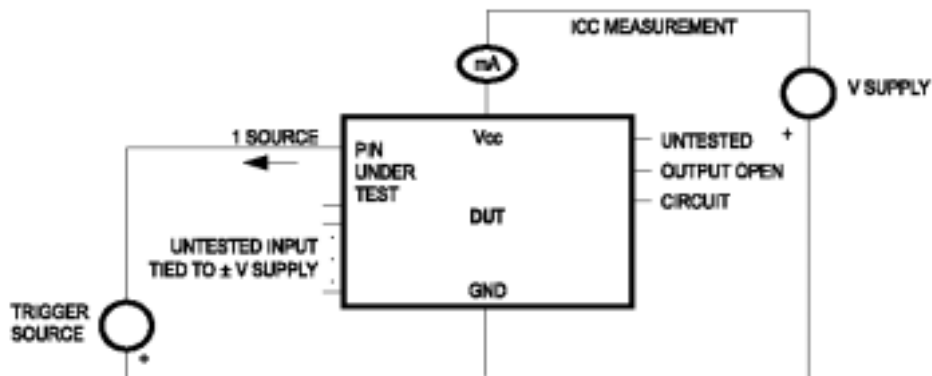 ICC MEASUREMENT
mA
V SUPPLY
+
1 SOURCE
Vcc
PIN
UNDER
TEST
UNTESTED
OUTPUT OPEN
CIRCUIT
DUT
UNTESTED INPUT
TIED TO ± V SUPPLY
GND
TRIGGER
SOURCE
+